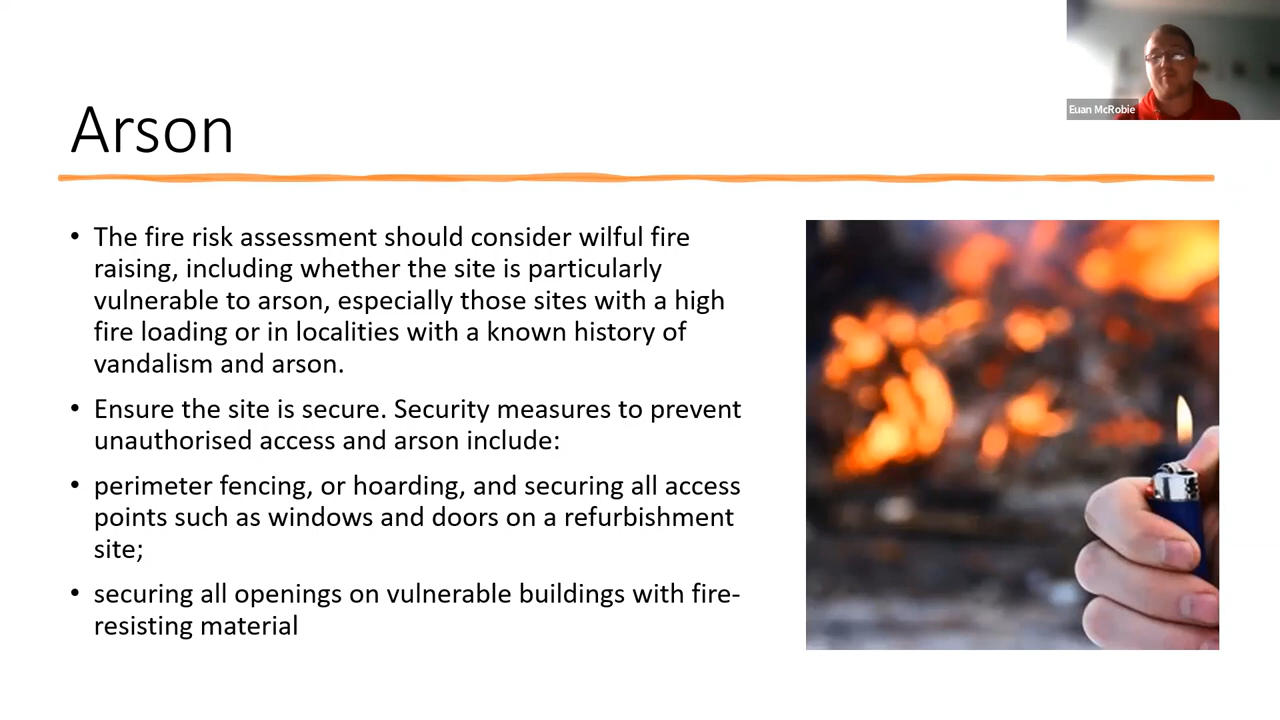 Euan McRobie
Arson
• The fire risk assessment should consider wilful fire
raising, including whether the site is particularly
vulnerable to arson, especially those sites with a high
fire loading or in localities with a known history of
vandalism and arson.
• Ensure the site is secure. Security measures to prevent
unauthorised access and arson include:
• perimeter fencing, or hoarding, and securing all access
points such as windows and doors on a refurbishment
site;
• securing all openings on vulnerable buildings with fire-
resisting material